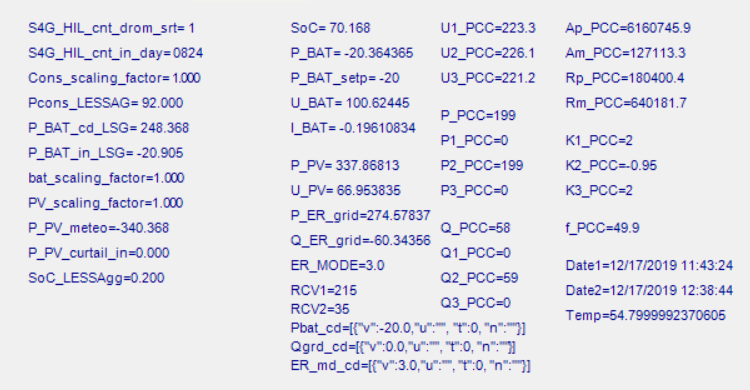 S4G_HIL_cnt_drom_srt= 1
S4G_HIL_cnt_in_day= 0824
Cons_scaling_factor= 1.000
Pcons_LESSAG= 92.000
P_BAT_cd_LSG= 248.368
P_BAT_in_LSG= -20.905
bat_scaling_factor=1.000
PV_scaling_factor=1.000
P_PV_meteo=-340.368
P_PV_curtail_in=0.000
SoC_LESSAgg=0.200
SoC= 70.168
P_BAT= -20.364365
P_BAT_setp= -20
U_BAT= 100.62445
I_BAT= -0.19610834
P_PV= 337.86813
U_PV= 66.953835
P_ER_grid=274.57837
Q_ER_grid=-60.34356
ER_MODE=3.0
RCV1=215
RCV2=35
Pbat_cd=[{"v":-20.0,"u":"", "t":0, "n":""}]
Qgrd_cd=[{"v":0.0,"u":"", "t":0, "n":""}]
ER_md_cd=[{"v":3.0,"u":"", "t":0, "n":""}]
U1_PCC=223.3
U2_PCC=226.1
U3_PCC=221.2
P_PCC=199
P1_PCC=0
P2_PCC=199
P3_PCC=0
Q_PCC=58
Q1_PCC=0
Q2_PCC=59
Q3_PCC=0
Ap_PCC=6160745.9
Am_PCC=127113.3
Rp_PCC=180400.4
Rm_PCC=640181.7
K1_PCC=2
K2_PCC=-0.95
K3_PCC=2
f_PCC=49.9
Date1=12/17/2019 11:43:24
Date2=12/17/2019 12:38:44
Temp=54.7999992370605